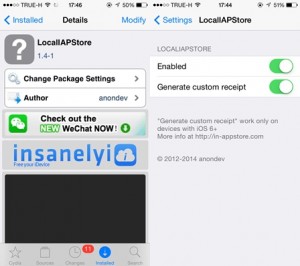 TRUE-H 17:46 51%
Installed Details Modify
LocalIAPStore
1.4-1
Change Package Settings
Author anondev
Check out the
NEW WeChat NOW!
insanelyi
Free your iDevice
11
Cydia Sources Changes Installed Search
TRUE-H 17:44 50%
Settings LocalIAPStore
LOCALIAPSTORE
Enabled
Generate custom receipt
"Generate custom receipt" work only on
devices with iOS 6+
More info at http://in-appstore.com
© 2012-2014 anondev